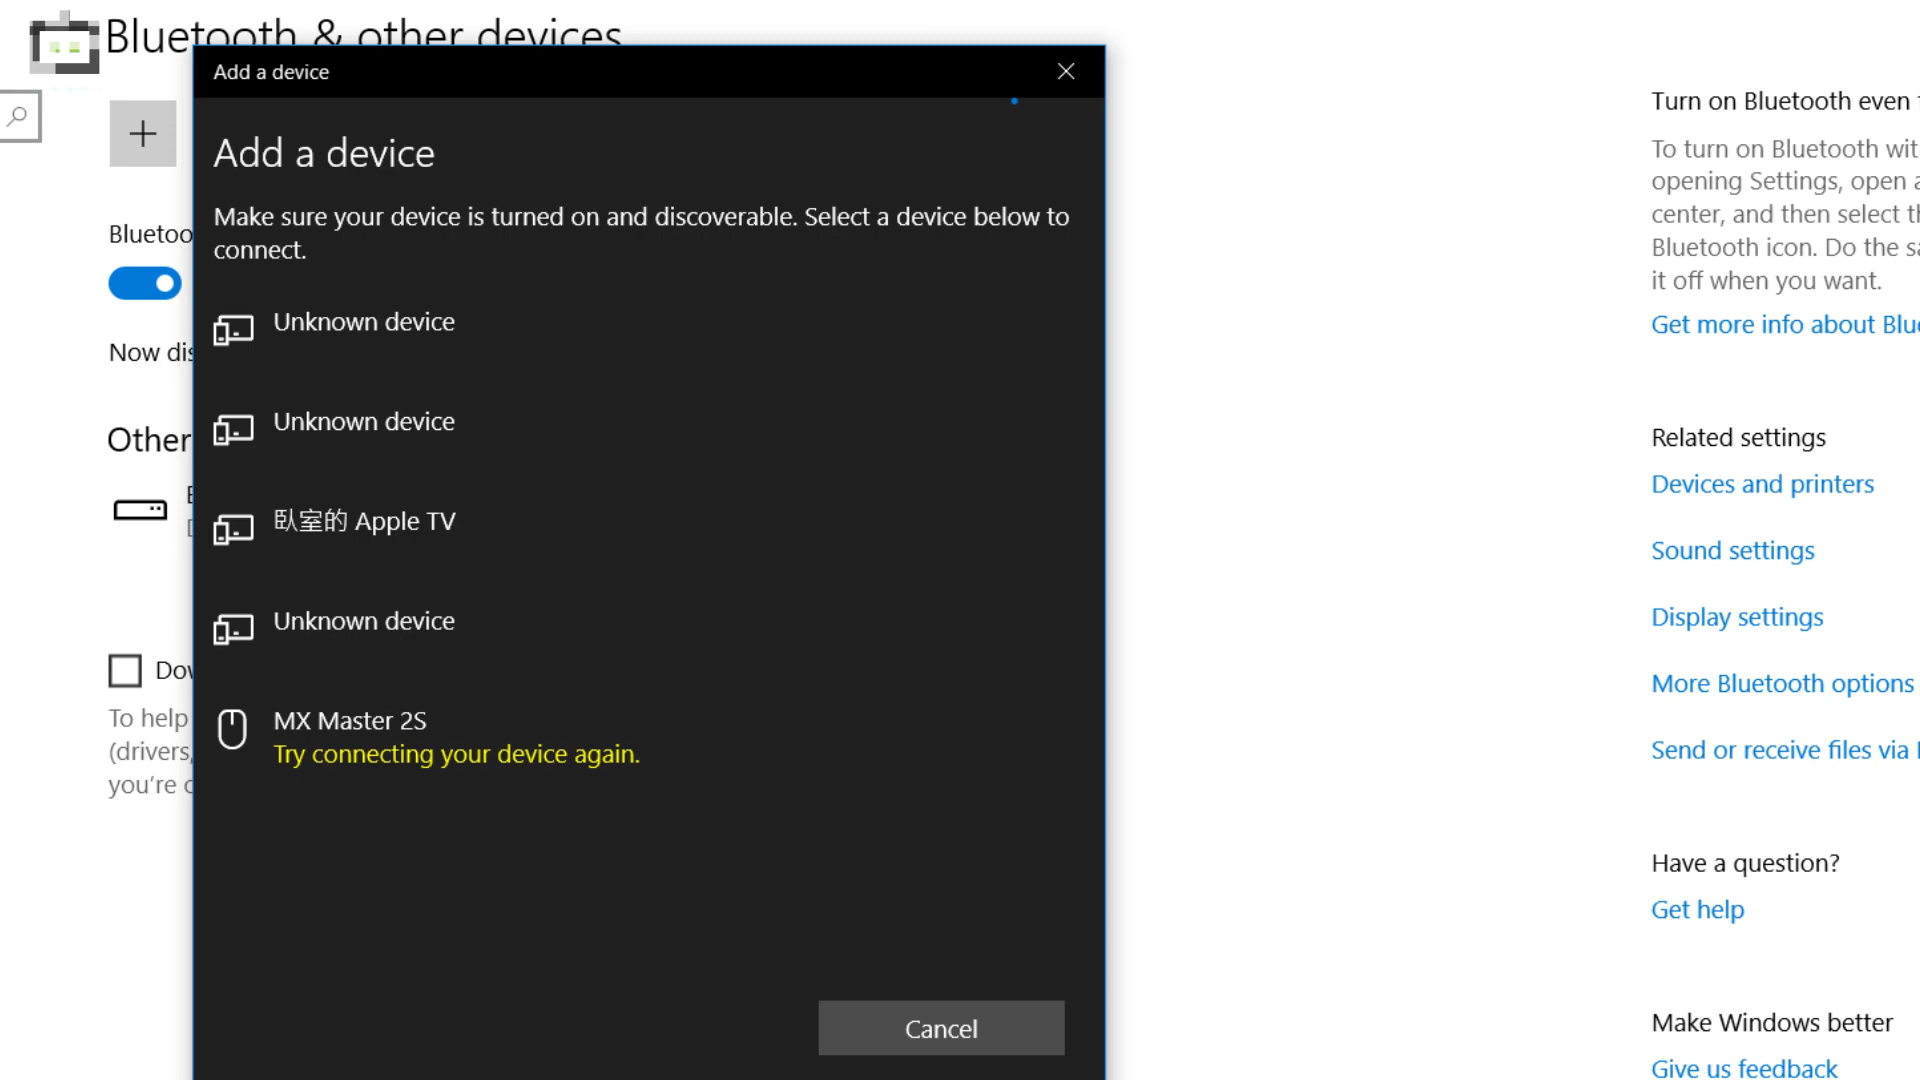 Bluetooth & other devices
Add a device
Add a device
Make sure your device is turned on and discoverable. Select a device below to
connect.
Unknown device
Unknown device
臥室的 Apple TV
Unknown device
MX Master 2S
Try connecting your device again.
Cancel
Bluetoo
Now dis
Other
Dow
To help
(drivers,
you're
Turn on Bluetooth even
To turn on Bluetooth wit
opening Settings, open a
center, and then select th
Bluetooth icon. Do the sa
it off when you want.
Get more info about Blue
Related settings
Devices and printers
Sound settings
Display settings
More Bluetooth options
Send or receive files via
Have a question?
Get help
Make Windows better
Give us feedback